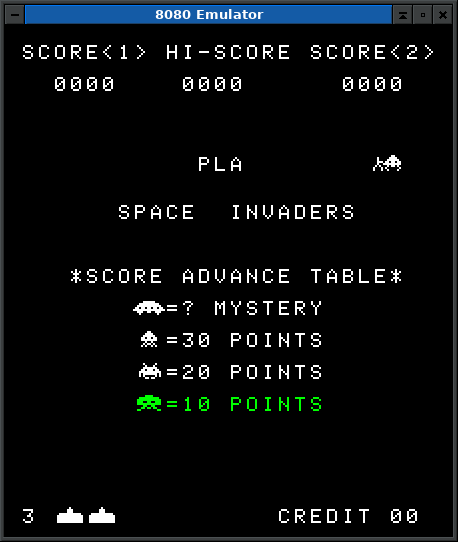 8080 Emulator
SCORE<1> HI-SCORE SCORE<2>
0000 0000 0000
PLA
SPACE INVADERS
*SCORE ADVANCE TABLE*
=? MYSTERY
=30 POINTS
=20 POINTS
=10 POINTS
3 CREDIT 00